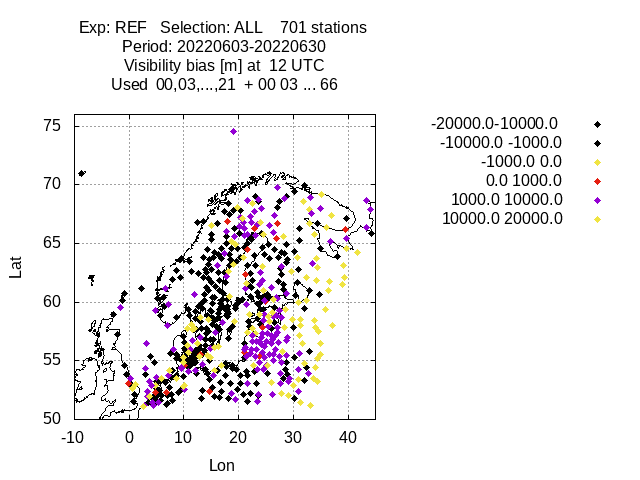 Exp: REF   Selection: ALL    701 stations
Period: 20220603-20220630
Visibility bias [m] at  12 UTC
Used  00,03,...,21  + 00 03 ... 66
-20000.0-10000.0
-10000.0 -1000.0
-1000.0 0.0
0.0 1000.0
1000.0 10000.0
10000.0 20000.0
75
70
65
60
55
50
Lat
-10 0 10 20 30 40
Lon